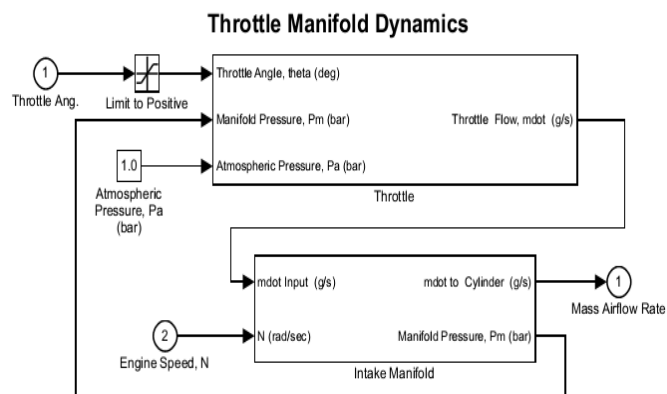 Throttle Manifold Dynamics
1
Throttle Ang.
Limit to Positive
Throttle Angle, theta (deg)
Manifold Pressure, Pm (bar)
Throttle Flow, mdot (g/s)
1.0
Atmospheric Pressure, Pa (bar)
Atmospheric
Pressure, Pa
(bar)
Throttle
mdot Input (g/s)
mdot to Cylinder (g/s)
1
Mass Airflow Rate
2
N (rad/sec)
Manifold Pressure, Pm (bar)
Engine Speed, N
Intake Manifold